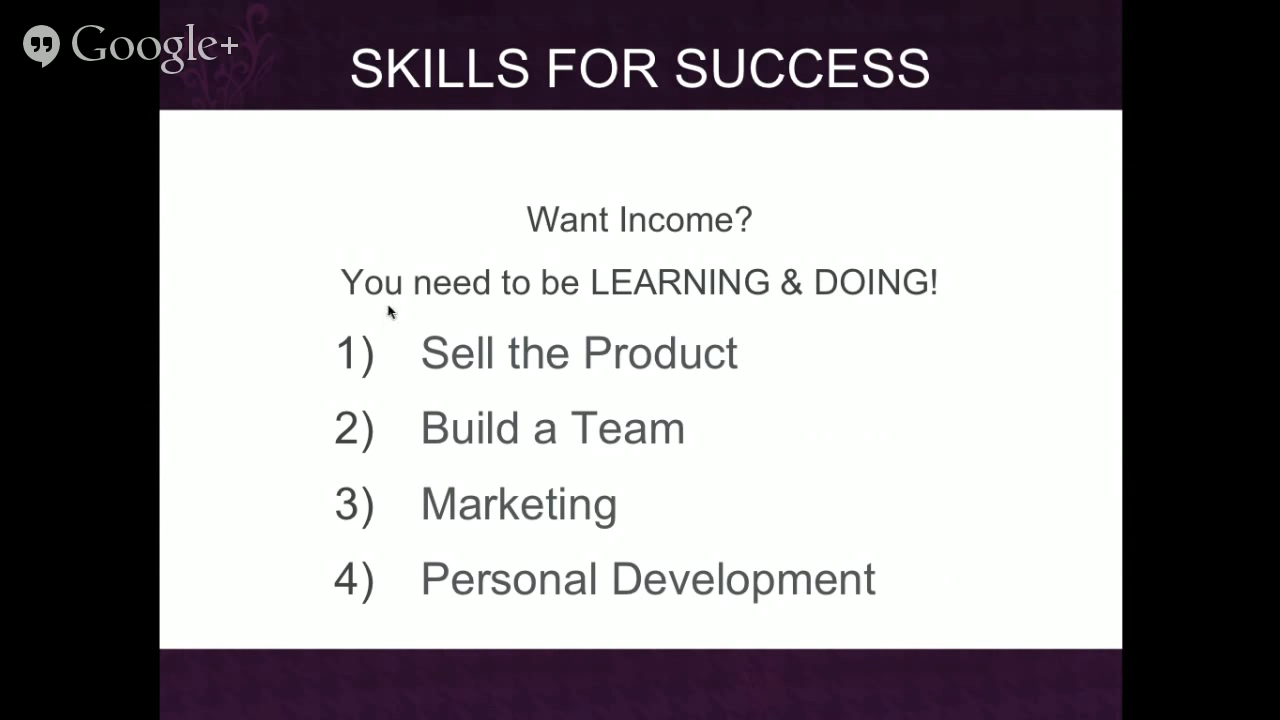 Google+
SKILLS FOR SUCCESS
Want Income?
You need to be LEARNING & DOING!
1) Sell the Product
2) Build a Team
3) Marketing
4) Personal Development